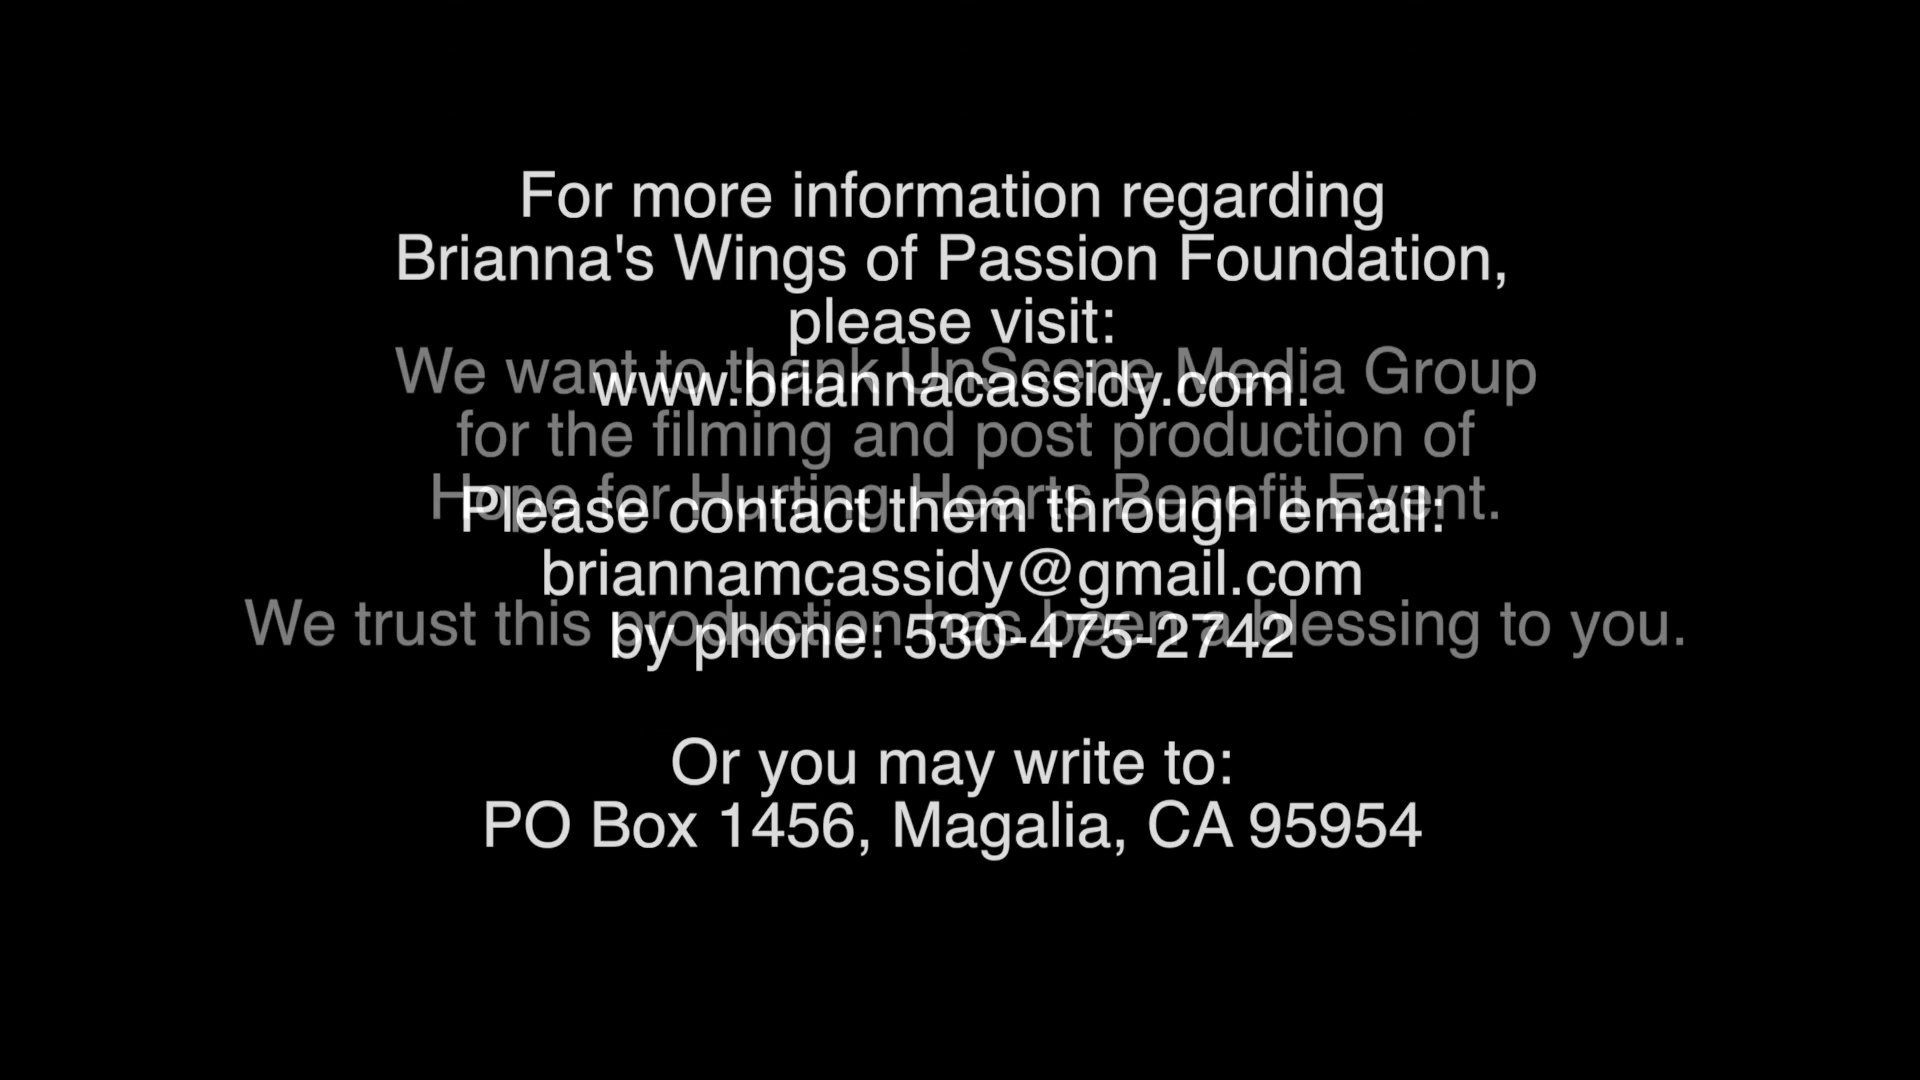 For more information regarding
Brianna's Wings of Passion Foundation,
please visit:
www.briannacassidy.com.
Please contact them through email:
briannamcassidy@gmail.com
by phone: 530-475-2742
Or you may write to:
PO Box 1456, Magalia, CA 95954
We want to thank UnScene Media Group
for the filming and post production of
Hope for Hurting Hearts Benefit Event.
We trust this production has been a blessing to you.